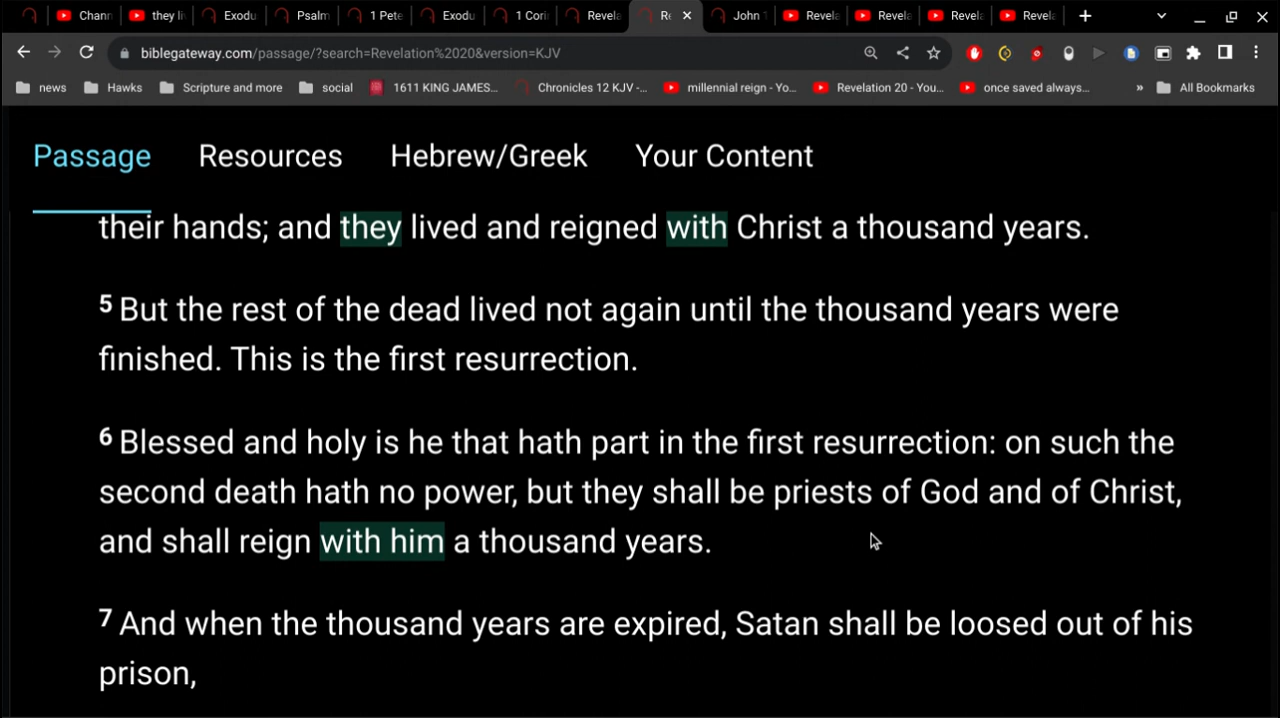 Chann
they li
Exodu
Psalm
1 Pete
Exodu
1 Cori
Revela
Re
John
Revela
Revela
Revela
Revela
biblegateway.com/passage/?search=Revelation%2020&version=KJV
news
Hawks
Scripture and more
social
1611 KING JAMES...
Chronicles 12 KJV -...
millennial reign - Yo...
Revelation 20 - You...
once saved always...
»
All Bookmarks
Passage Resources Hebrew/Greek Your Content
their hands; and they lived and reigned with Christ a thousand years.
5 But the rest of the dead lived not again until the thousand years were
finished. This is the first resurrection.
6 Blessed and holy is he that hath part in the first resurrection: on such the
second death hath no power, but they shall be priests of God and of Christ,
and shall reign with him a thousand years.
7 And when the thousand years are expired, Satan shall be loosed out of his
prison,